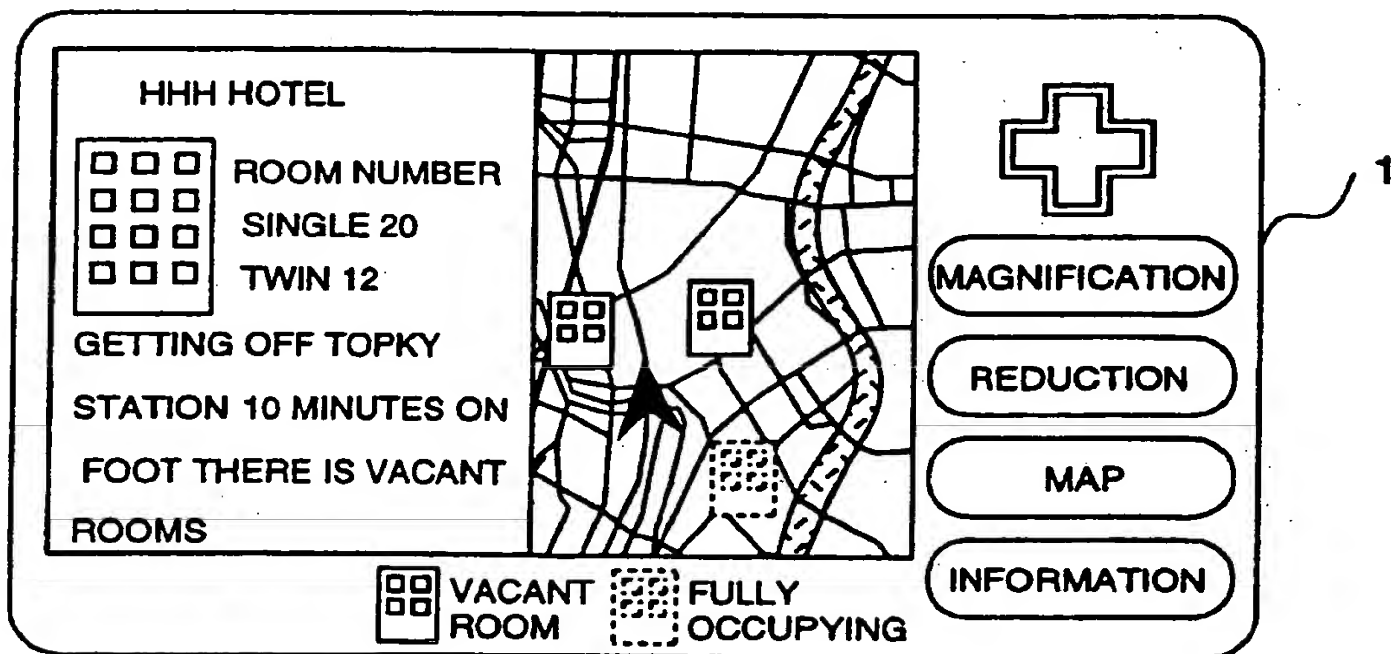 HHH HOTEL
ROOM NUMBER
SINGLE 20
TWIN 12
GETTING OFF TOPKY
STATION 10 MINUTES ON
FOOT THERE IS VACANT
ROOMS
MAGNIFICATION
REDUCTION
MAP
INFORMATION
1
VACANT
ROOM
FULLY
OCCUPYING